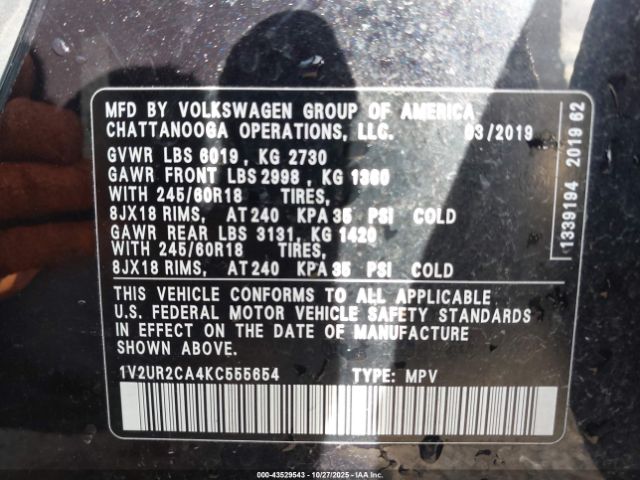 MFD BY VOLKSWAGEN GROUP OF AMERICA
CHATTANOOGA OPERATIONS, LLC. 03/2019
GVWR LBS 6019, KG 2730
GAWR FRONT LBS 2998, KG 1360
WITH 245/60R18 TIRES,
8JX18 RIMS, AT 240 KPA 35 PSI COLD
GAWR REAR LBS 3131, KG 1420
WITH 245/60R18 TIRES,
8JX18 RIMS, AT 240 KPA 35 PSI COLD
THIS VEHICLE CONFORMS TO ALL APPLICABLE
U.S. FEDERAL MOTOR VEHICLE SAFETY STANDARDS
IN EFFECT ON THE DATE OF MANUFACTURE
SHOWN ABOVE.
1V2UR2CA4KC555654 TYPE: MPV
1339194 2019 62
000-43529543 | 10/27/2025 - IAA